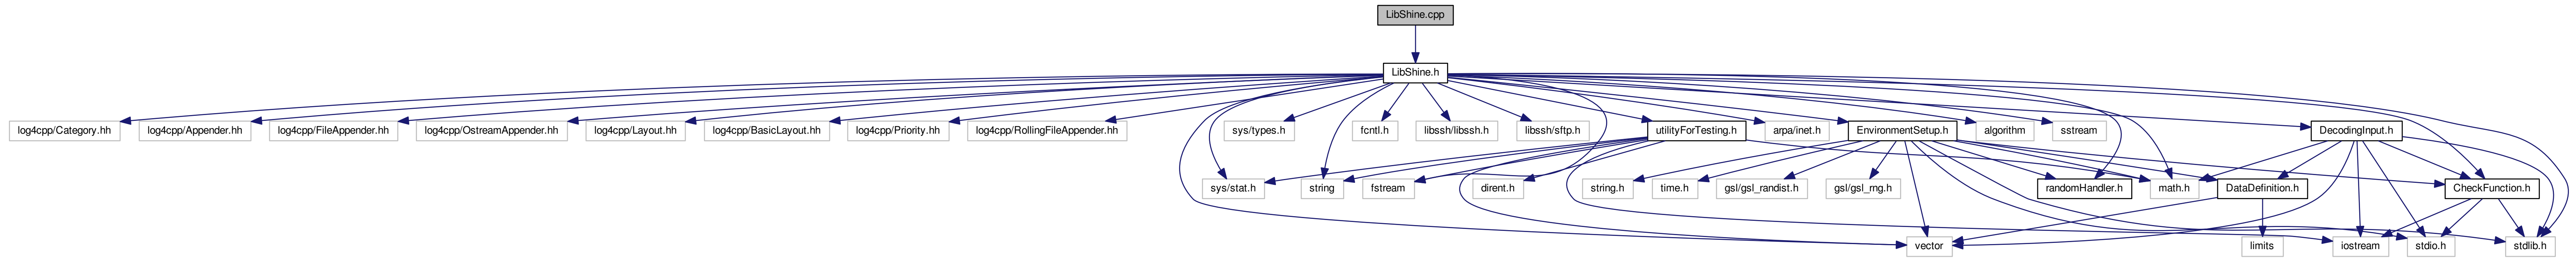 LibShine.cpp
LibShine.h
log4cpp/Category.hh
log4cpp/Appender.hh
log4cpp/FileAppender.hh
log4cpp/OstreamAppender.hh
log4cpp/Layout.hh
log4cpp/BasicLayout.hh
log4cpp/Priority.hh
log4cpp/RollingFileAppender.hh
sys/types.h
fcntl.h
libssh/libssh.h
libssh/sftp.h
utilityForTesting.h
arpa/inet.h
EnvironmentSetup.h
algorithm
sstream
DecodingInput.h
sys/stat.h
string
fstream
dirent.h
string.h
time.h
gsl/gsl_randist.h
gsl/gsl_rng.h
randomHandler.h
math.h
DataDefinition.h
CheckFunction.h
vector
limits
iostream
stdio.h
stdlib.h